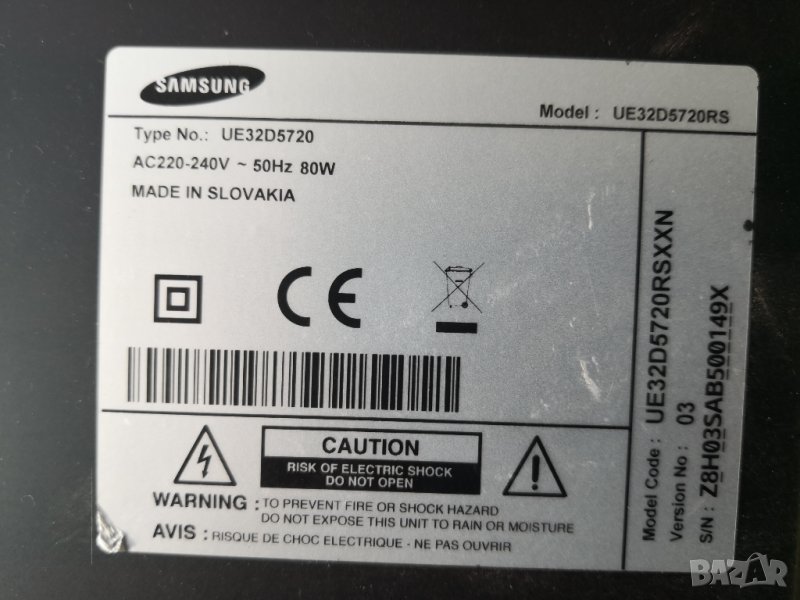 SAMSUNG
Model : UE32D5720RS
Type No.: UE32D5720
AC220-240V ~ 50Hz 80W
MADE IN SLOVAKIA
CE
CAUTION
RISK OF ELECTRIC SHOCK
DO NOT OPEN
WARNING : TO PREVENT FIRE OR SHOCK HAZARD
DO NOT EXPOSE THIS UNIT TO RAIN OR MOISTURE
AVIS : RISQUE DE CHOC ELECTRIQUE - NE PAS OUVRIR
Model Code : UE32D5720RSXXN
Version No : 03
S/N : Z8H03SAB500149X
BAZAR